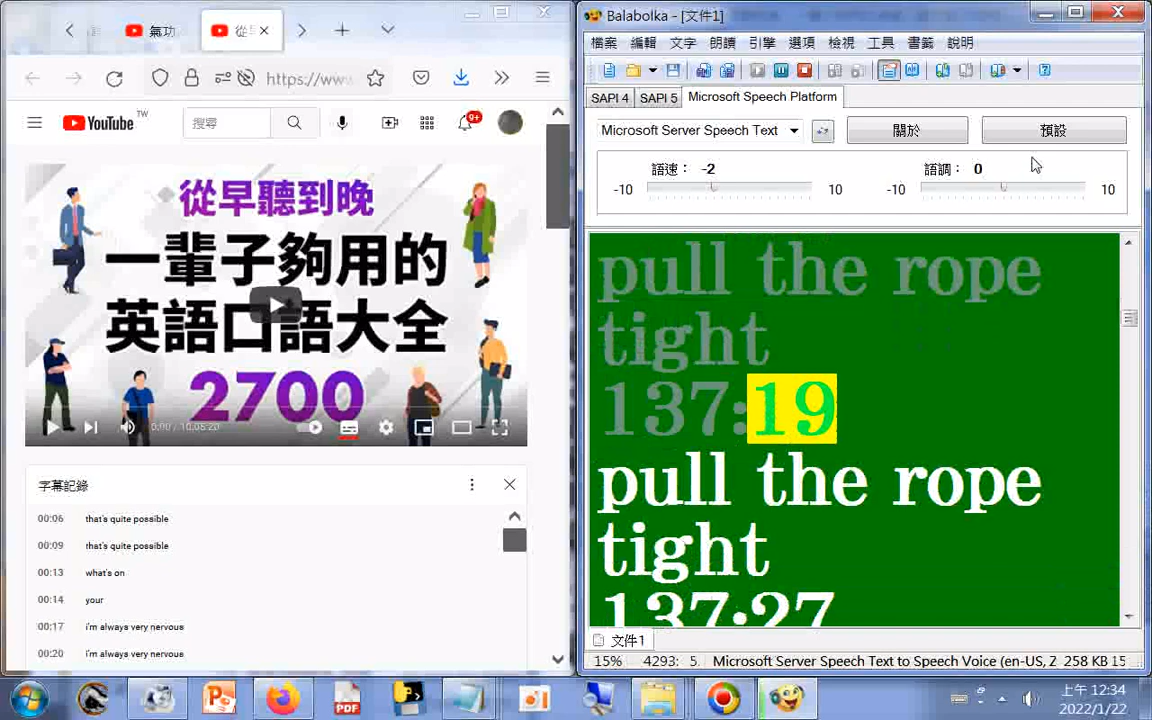 氣功
從
https://www
YouTube TW
搜尋
9+
從早聽到晚
一輩子夠用的
英語口語大全
2700
0:00 / 10:05:20
字幕記錄
00:06 that's quite possible
00:09 that's quite possible
00:13 what's on
00:14 your
00:17 i'm always very nervous
00:20 i'm always very nervous
Balabolka - [文件1]
檔案 編輯 文字 朗讀 引擎 選項 檢視 工具 書籤 說明
SAPI 4 SAPI 5 Microsoft Speech Platform
Microsoft Server Speech Text 關於 預設
語速： -2 語調： 0
-10 10 -10 10
pull the rope
tight
137:19
pull the rope
tight
137:27
文件1
15% 4293: 5. Microsoft Server Speech Text to Speech Voice (en-US, Z 258 KB 15
PDF
上午 12:34
2022/1/22